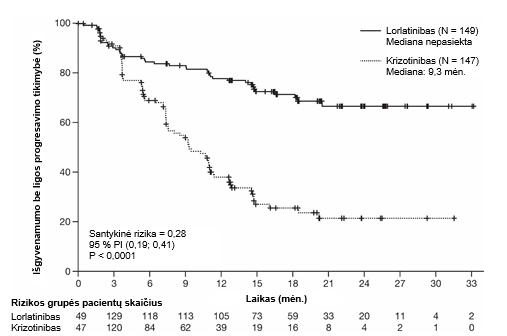 Išgyvenamumo be ligos progresavimo tikimybė (%)
100
80
60
40
20
0
Lorlatinibas (N = 149)
Mediana nepasiekta
Krizotinibas (N = 147)
Mediana: 9,3 mėn.
Santykinė rizika = 0,28
95 % PI (0,19; 0,41)
P < 0,0001
0 3 6 9 12 15 18 21 24 27 30 33
Laikas (mėn.)
Rizikos grupės pacientų skaičius
Lorlatinibas 49 129 118 113 105 73 59 33 20 11 4 2
Krizotinibas 47 120 84 62 39 19 16 8 4 2 1 0